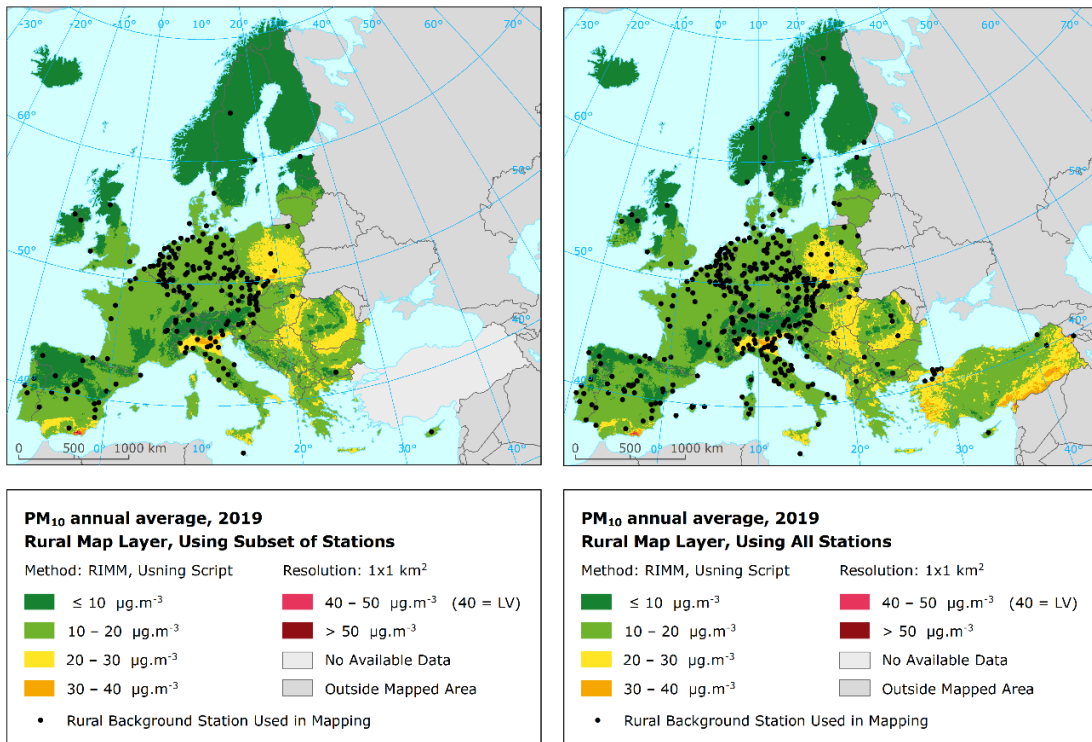 -30° -20° -10° 0° 10° 20° 30° 40° 50° 60° 70°
60°
50°
50°
40°
40°
0 500 1000 km
0° 10° 20° 30° 40°
PM₁₀ annual average, 2019
Rural Map Layer, Using Subset of Stations
Method: RIMM, Usning Script Resolution: 1x1 km²
≤ 10 µg.m⁻³ 40 – 50 µg.m⁻³ (40 = LV)
10 – 20 µg.m⁻³ > 50 µg.m⁻³
20 – 30 µg.m⁻³ No Available Data
30 – 40 µg.m⁻³ Outside Mapped Area
Rural Background Station Used in Mapping
-30° -20° -10° 0° 10° 20° 30° 40° 50° 60° 70°
60°
50°
50°
40°
40°
0 500 1000 km
0° 10° 20° 30° 40°
PM₁₀ annual average, 2019
Rural Map Layer, Using All Stations
Method: RIMM, Usning Script Resolution: 1x1 km²
≤ 10 µg.m⁻³ 40 – 50 µg.m⁻³ (40 = LV)
10 – 20 µg.m⁻³ > 50 µg.m⁻³
20 – 30 µg.m⁻³ No Available Data
30 – 40 µg.m⁻³ Outside Mapped Area
Rural Background Station Used in Mapping